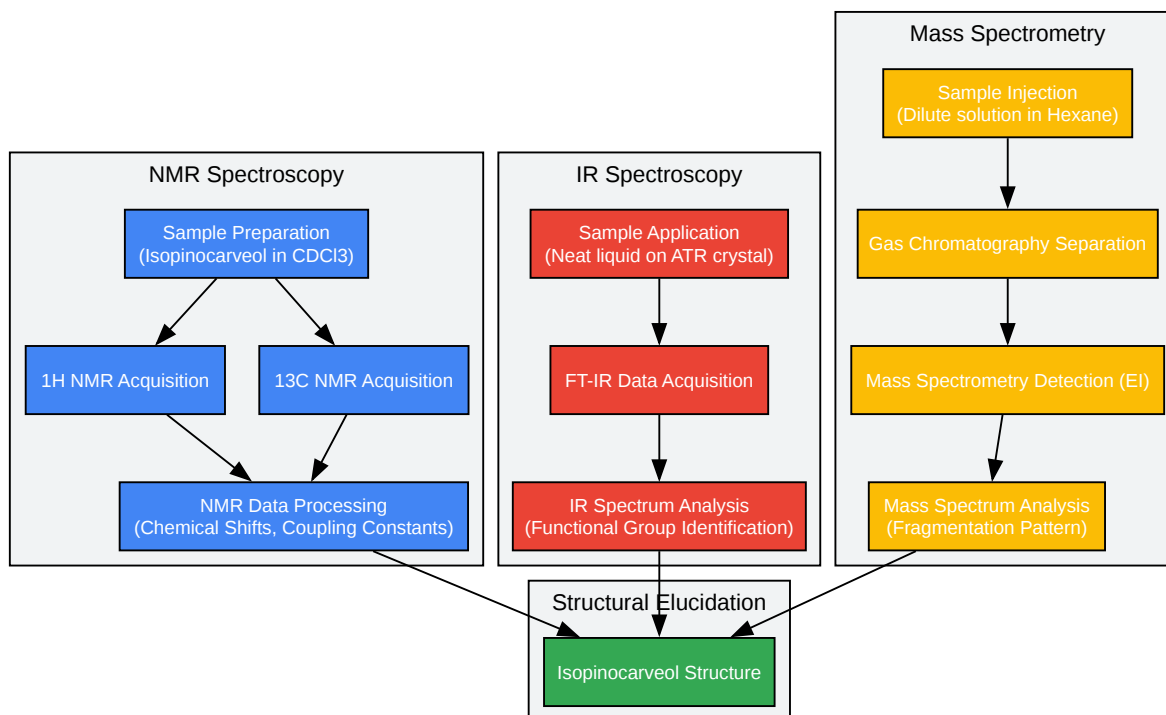 NMR Spectroscopy
Sample Preparation
(Isopinocarveol in CDCl3)
1H NMR Acquisition
13C NMR Acquisition
NMR Data Processing
(Chemical Shifts, Coupling Constants)
IR Spectroscopy
Sample Application
(Neat liquid on ATR crystal)
FT-IR Data Acquisition
IR Spectrum Analysis
(Functional Group Identification)
Mass Spectrometry
Sample Injection
(Dilute solution in Hexane)
Gas Chromatography Separation
Mass Spectrometry Detection (EI)
Mass Spectrum Analysis
(Fragmentation Pattern)
Structural Elucidation
Isopinocarveol Structure